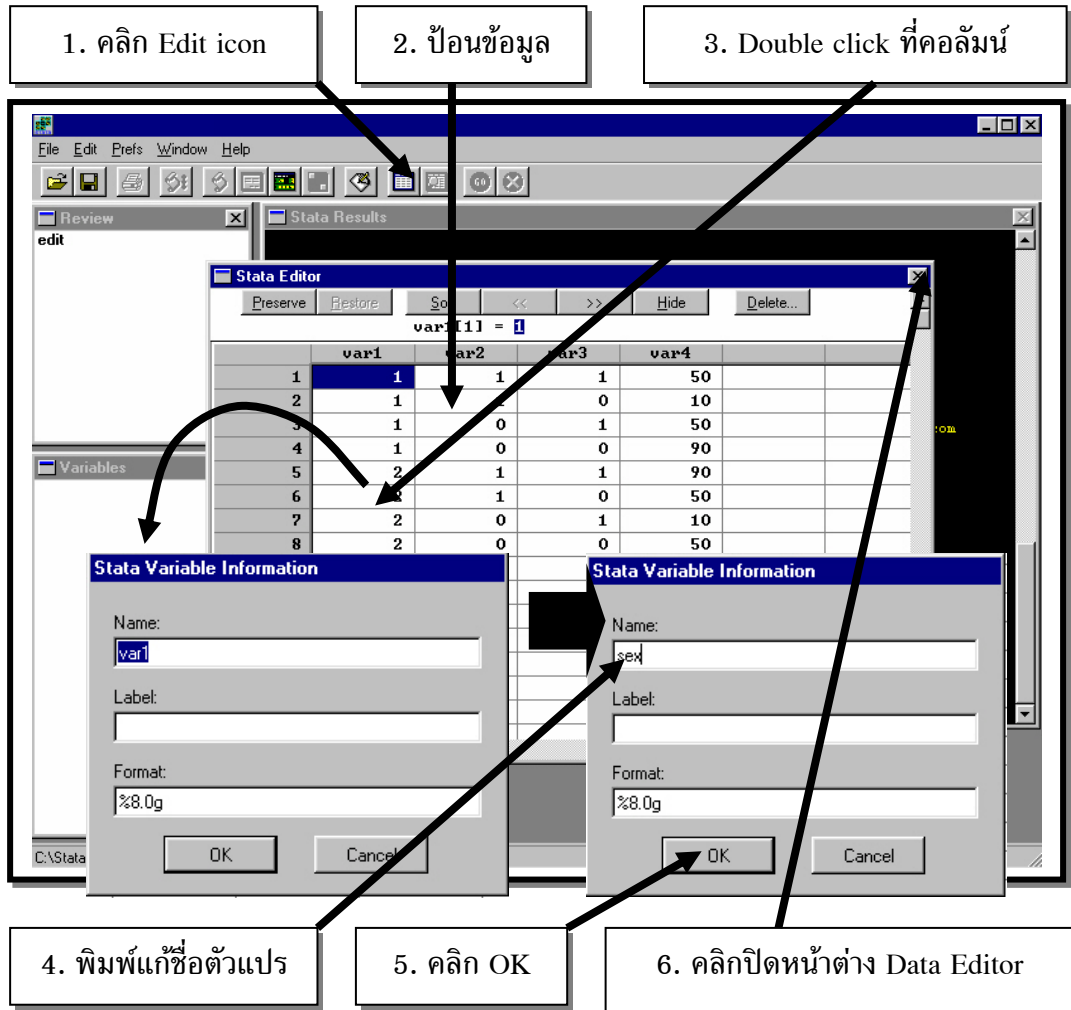 1. คลิก Edit icon
2. ป้อนข้อมูล
3. Double click ที่คอลัมน์
File Edit Prefs Window Help
GO
Review
Stata Results
edit
Stata Editor
Preserve Restore << >> Hide Delete...
= 1
var1 var2 var3 var4
1 1 1 1 50
2 1 0 10
3 1 0 1 50
4 1 0 0 90
5 2 1 1 90
6 2 1 0 50
7 2 0 1 10
8 2 0 0 50
Variables
Stata Variable Information
Name:
var1
Label:
Format:
%8.0g
OK Cancel
Stata Variable Information
Name:
sex
Label:
Format:
%8.0g
OK Cancel
C:\Stata
4. พิมพ์แก้ชื่อตัวแปร
5. คลิก OK
6. คลิกปิดหน้าต่าง Data Editor